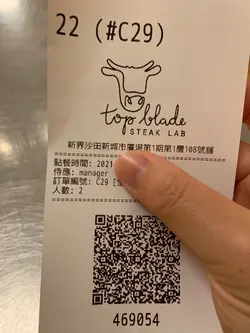 22 (#C29)
top blade
STEAK LAB
新界沙田新城市廣場第1期第1層108號舖
點餐時間: 2021
侍應: manager
訂單編號: C29
人數: 2
469054